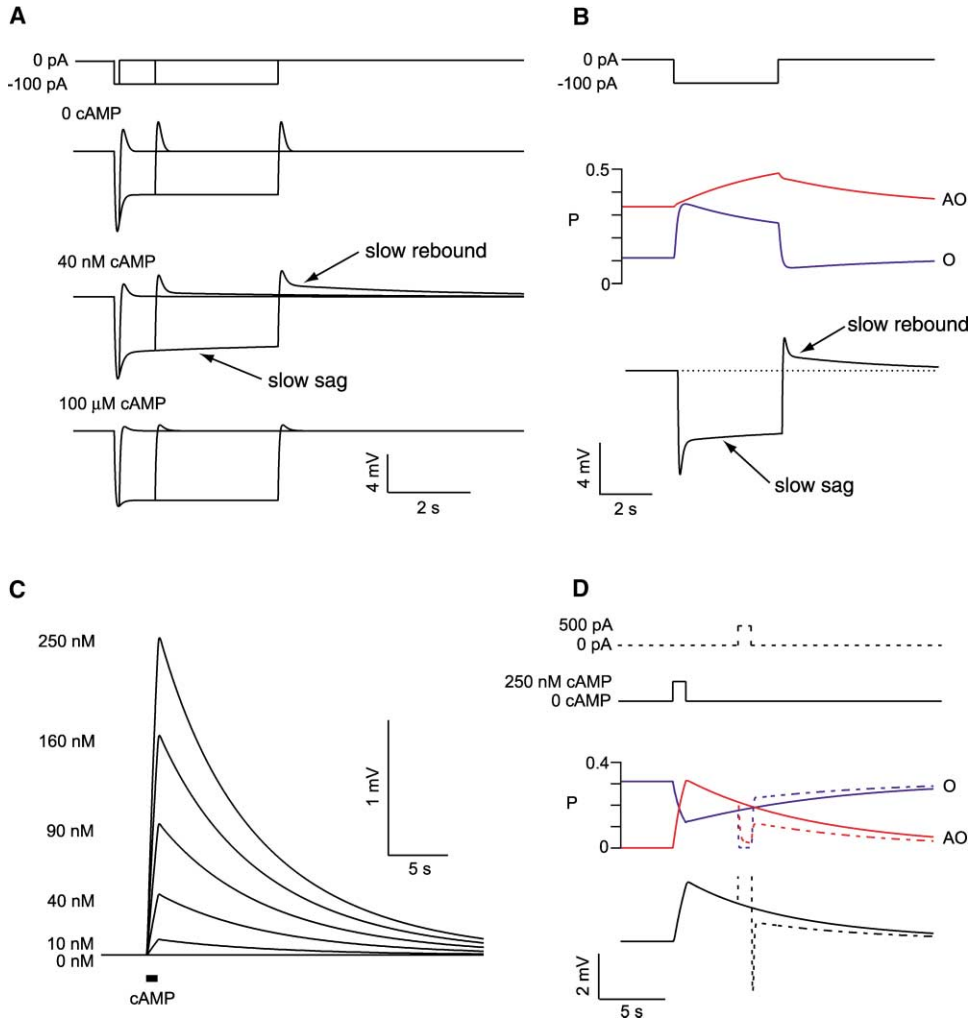 A
0 pA
-100 pA
0 cAMP
40 nM cAMP
slow rebound
slow sag
100 μM cAMP
4 mV
2 s
B
0 pA
-100 pA
0.5
P
0
AO
O
slow rebound
slow sag
4 mV
2 s
C
250 nM
160 nM
90 nM
40 nM
10 nM
0 nM
cAMP
1 mV
5 s
D
500 pA
0 pA
250 nM cAMP
0 cAMP
0.4
P
0
O
AO
2 mV
5 s